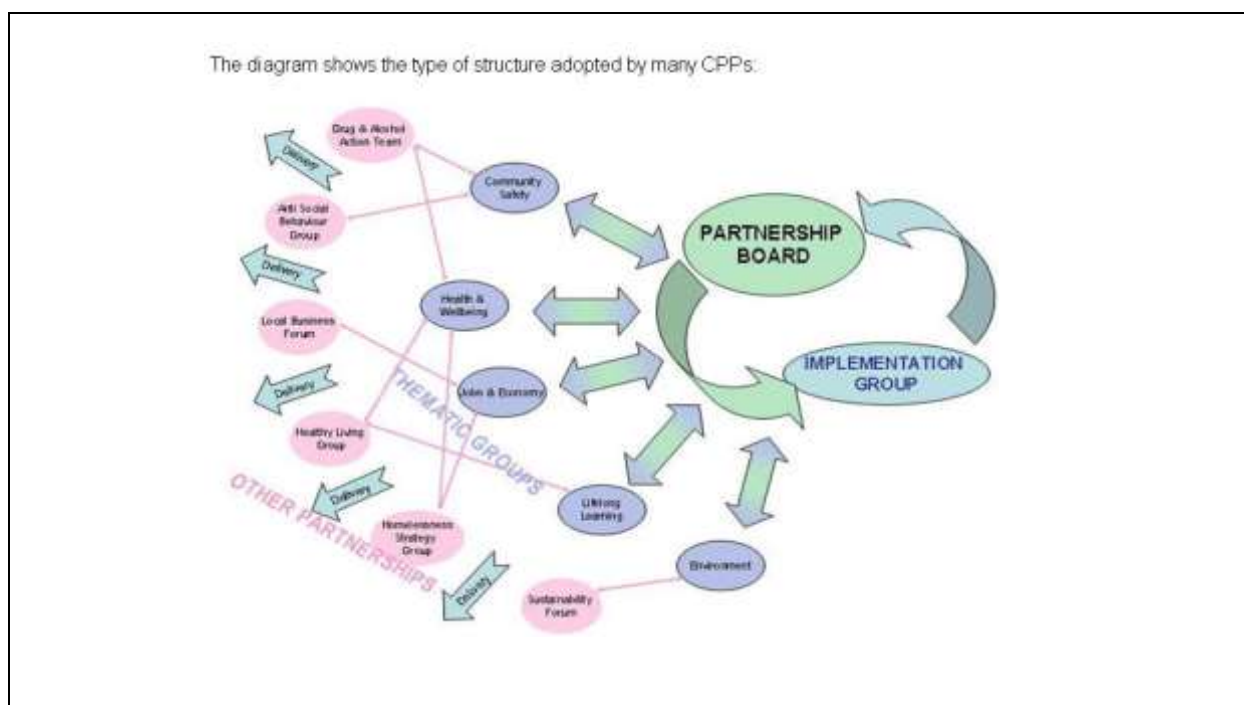 The diagram shows the type of structure adopted by many CPPs:
Drug & Alcohol
Action Team
Delivery
Community
Safety
Anti Social
Behaviour
Group
PARTNERSHIP
BOARD
Delivery
Health &
Wellbeing
Local Business
Forum
IMPLEMENTATION
GROUP
Delivery
Jobs & Economy
THEMATIC GROUPS
Healthy Living
Group
Delivery
OTHER PARTNERSHIPS
Lifelong
Learning
Homelessness
Strategy
Group
Environment
Delivery
Sustainability
Forum